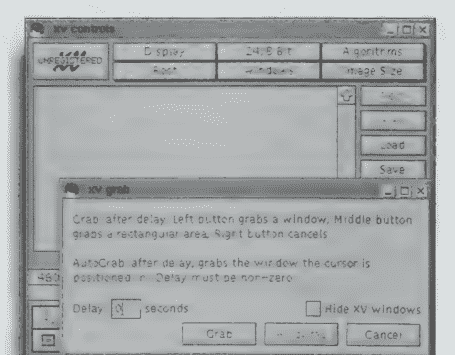 xv controls
UNREGISTERED
Display
24/8 Bit
Algorithms
Root
Windows
Image Size
Load
Save
xv grab
Grab after delay. Left button grabs a window, Middle button
grabs a rectangular area, Right button cancels
AutoGrab after delay, grabs the window the cursor is
positioned in. Delay must be non-zero
Delay 0 seconds
Hide XV windows
Grab
Cancel